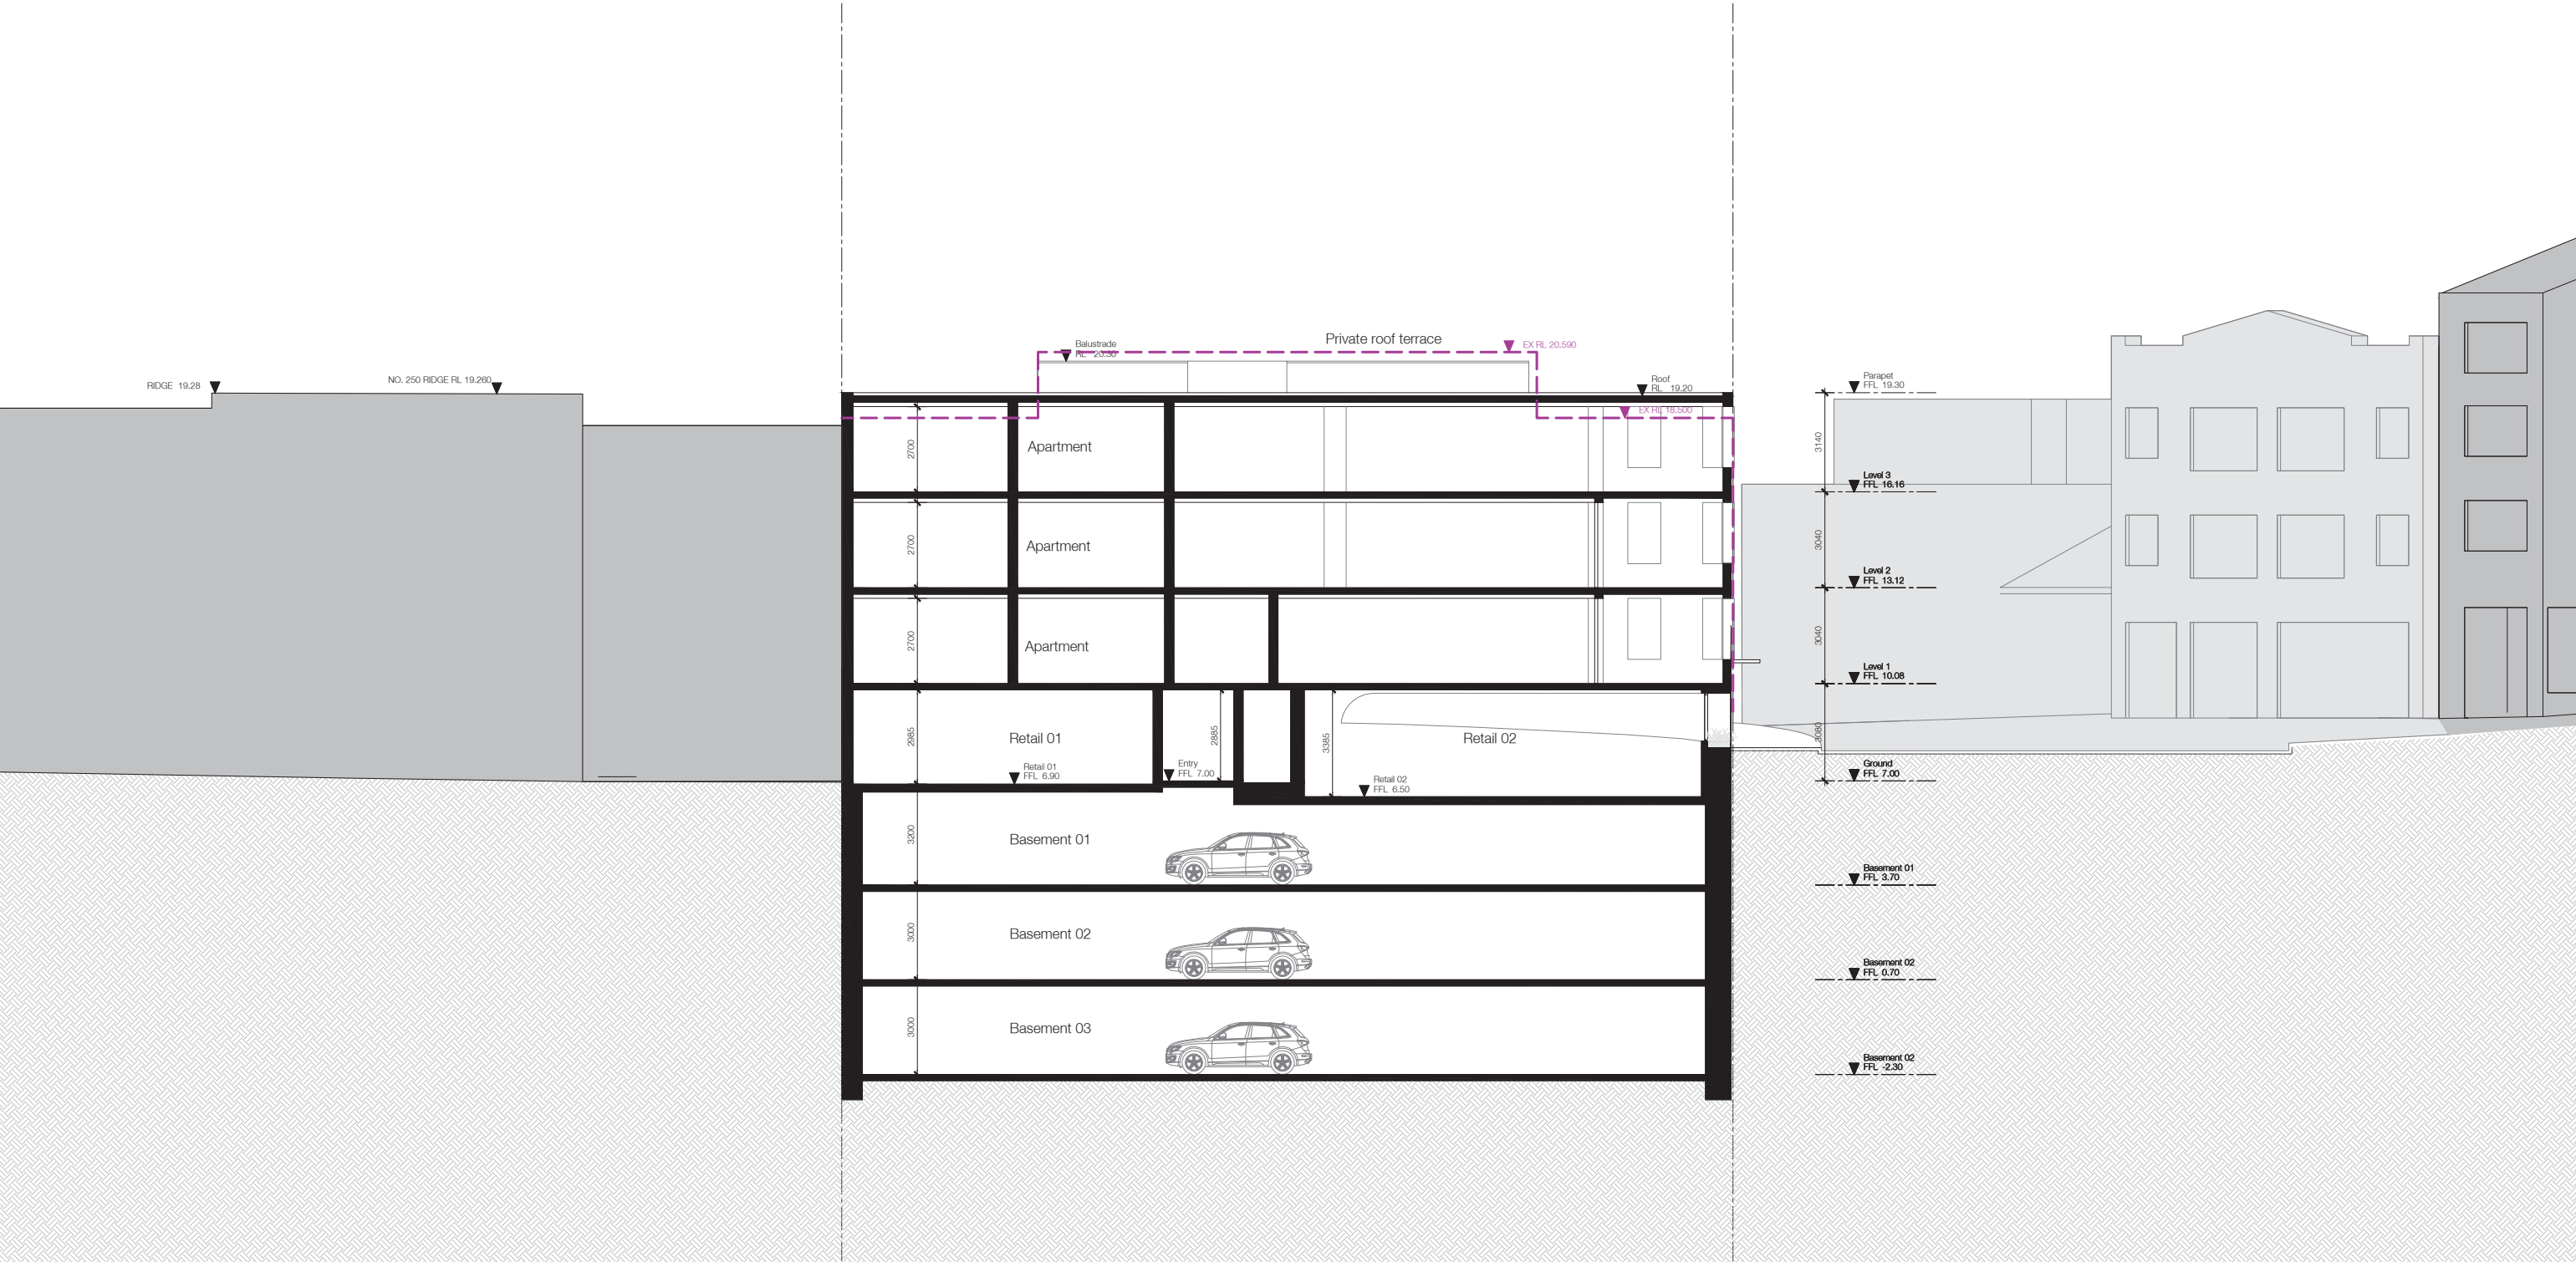 Private roof terrace
EX RL 20.590
Balustrade
RL 20.30
RIDGE 19.28
NO. 250 RIDGE RL 19.260
Roof
RL 19.20
EX RL 18.500
Parapet
FFL 19.30
2700
Apartment
3140
Level 3
FFL 16.16
2700
Apartment
3040
Level 2
FFL 13.12
2700
Apartment
3040
Level 1
FFL 10.08
2985
Retail 01
2885
3385
Retail 02
3080
Retail 01
FFL 6.90
Entry
FFL 7.00
Retail 02
FFL 6.50
Ground
FFL 7.00
3200
Basement 01
Basement 01
FFL 3.70
3000
Basement 02
Basement 02
FFL 0.70
3000
Basement 03
Basement 02
FFL -2.30